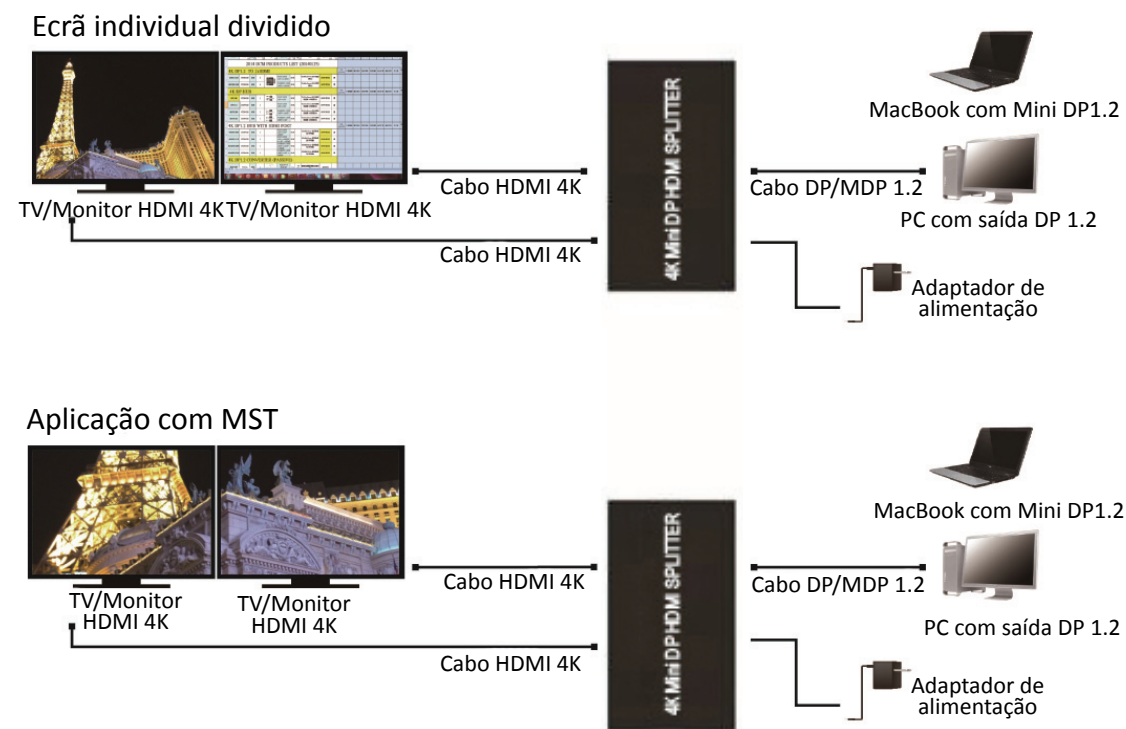 Ecrã individual dividido
TV/Monitor HDMI 4K
TV/Monitor HDMI 4K
Cabo HDMI 4K
Cabo HDMI 4K
4K Mini DP HDMI SPLITTER
Cabo DP/MDP 1.2
MacBook com Mini DP1.2
PC com saída DP 1.2
Adaptador de
alimentação
Aplicação com MST
TV/Monitor
HDMI 4K
TV/Monitor
HDMI 4K
Cabo HDMI 4K
Cabo HDMI 4K
4K Mini DP HDMI SPLITTER
Cabo DP/MDP 1.2
MacBook com Mini DP1.2
PC com saída DP 1.2
Adaptador de
alimentação